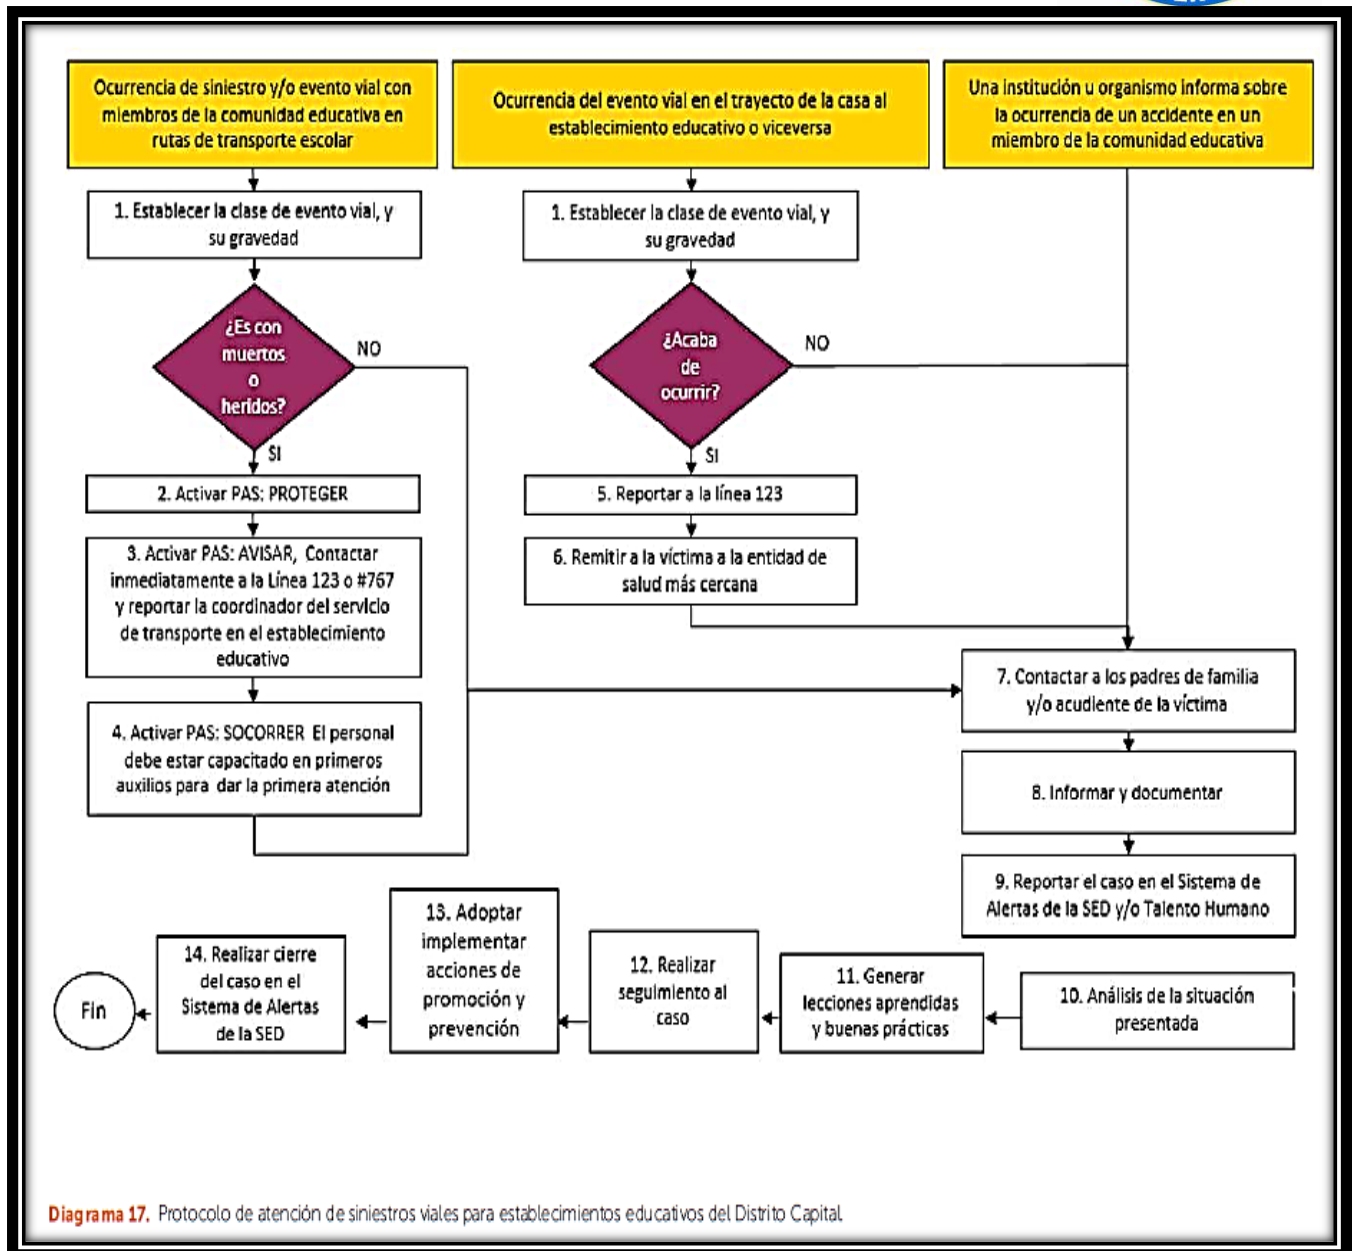 Ocurrencia de siniestro y/o evento vial con
miembros de la comunidad educativa en
rutas de transporte escolar
Ocurrencia del evento vial en el trayecto de la casa al
establecimiento educativo o viceversa
Una institución u organismo informa sobre
la ocurrencia de un accidente en un
miembro de la comunidad educativa
1. Establecer la clase de evento vial, y
su gravedad
1. Establecer la clase de evento vial, y
su gravedad
¿Es con
muertos
o
heridos?
NO
¿Acaba
de
ocurrir?
NO
SI
SI
2. Activar PAS: PROTEGER
5. Reportar a la línea 123
3. Activar PAS: AVISAR, Contactar
inmediatamente a la Línea 123 o #767
y reportar la coordinador del servicio
de transporte en el establecimiento
educativo
6. Remitir a la víctima a la entidad de
salud más cercana
4. Activar PAS: SOCORRER El personal
debe estar capacitado en primeros
auxilios para dar la primera atención
7. Contactar a los padres de familia
y/o acudiente de la víctima
8. Informar y documentar
9. Reportar el caso en el Sistema de
Alertas de la SED y/o Talento Humano
10. Análisis de la situación
presentada
11. Generar
lecciones aprendidas
y buenas prácticas
12. Realizar
seguimiento al
caso
13. Adoptar
implementar
acciones de
promoción y
prevención
14. Realizar cierre
del caso en el
Sistema de Alertas
de la SED
Fin
Diagrama 17. Protocolo de atención de siniestros viales para establecimientos educativos del Distrito Capital